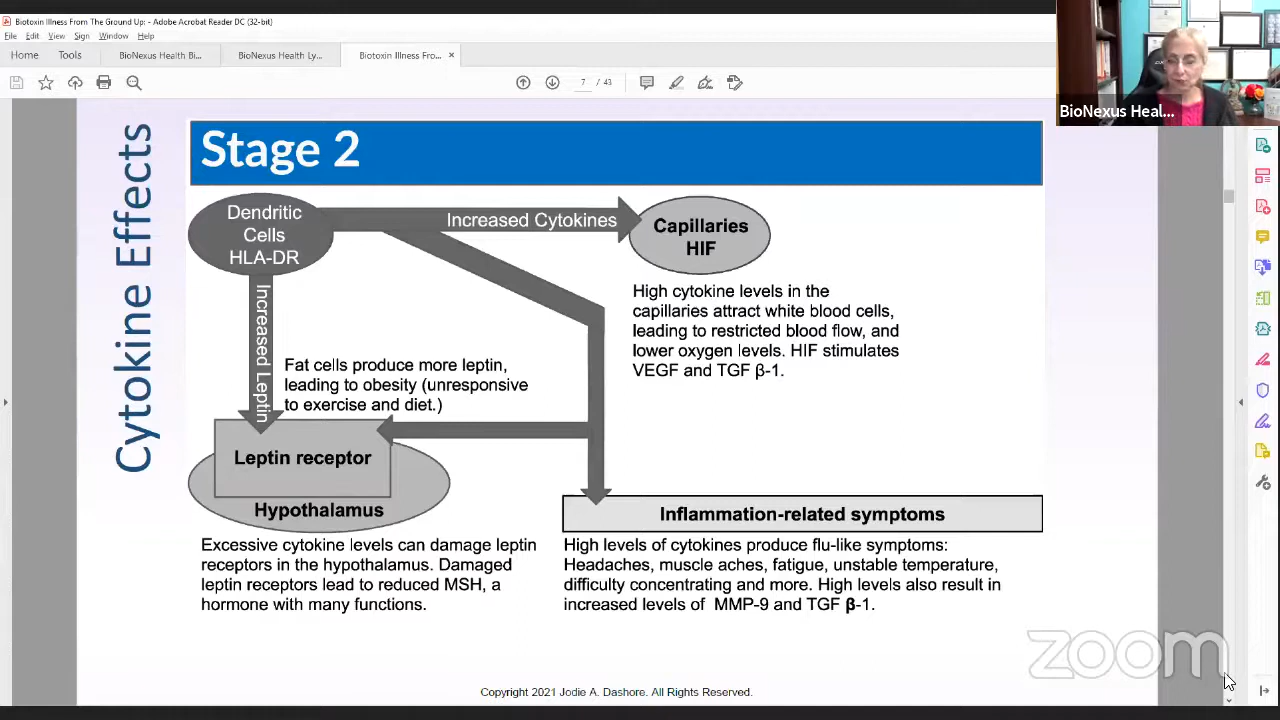 Biotoxin Illness From The Ground Up: - Adobe Acrobat Reader DC (32-bit)
File Edit View Sign Window Help
Home Tools BioNexus Health Bi... BioNexus Health Ly... Biotoxin Illness Fro... ×
7 / 43
BioNexus Heal...
Cytokine Effects
Stage 2
Dendritic
Cells
HLA-DR
Increased Cytokines
Capillaries
HIF
High cytokine levels in the
capillaries attract white blood cells,
leading to restricted blood flow, and
lower oxygen levels. HIF stimulates
VEGF and TGF β-1.
Increased Leptin
Fat cells produce more leptin,
leading to obesity (unresponsive
to exercise and diet.)
Leptin receptor
Hypothalamus
Excessive cytokine levels can damage leptin
receptors in the hypothalamus. Damaged
leptin receptors lead to reduced MSH, a
hormone with many functions.
Inflammation-related symptoms
High levels of cytokines produce flu-like symptoms:
Headaches, muscle aches, fatigue, unstable temperature,
difficulty concentrating and more. High levels also result in
increased levels of MMP-9 and TGF β-1.
zoom
Copyright 2021 Jodie A. Dashore. All Rights Reserved.